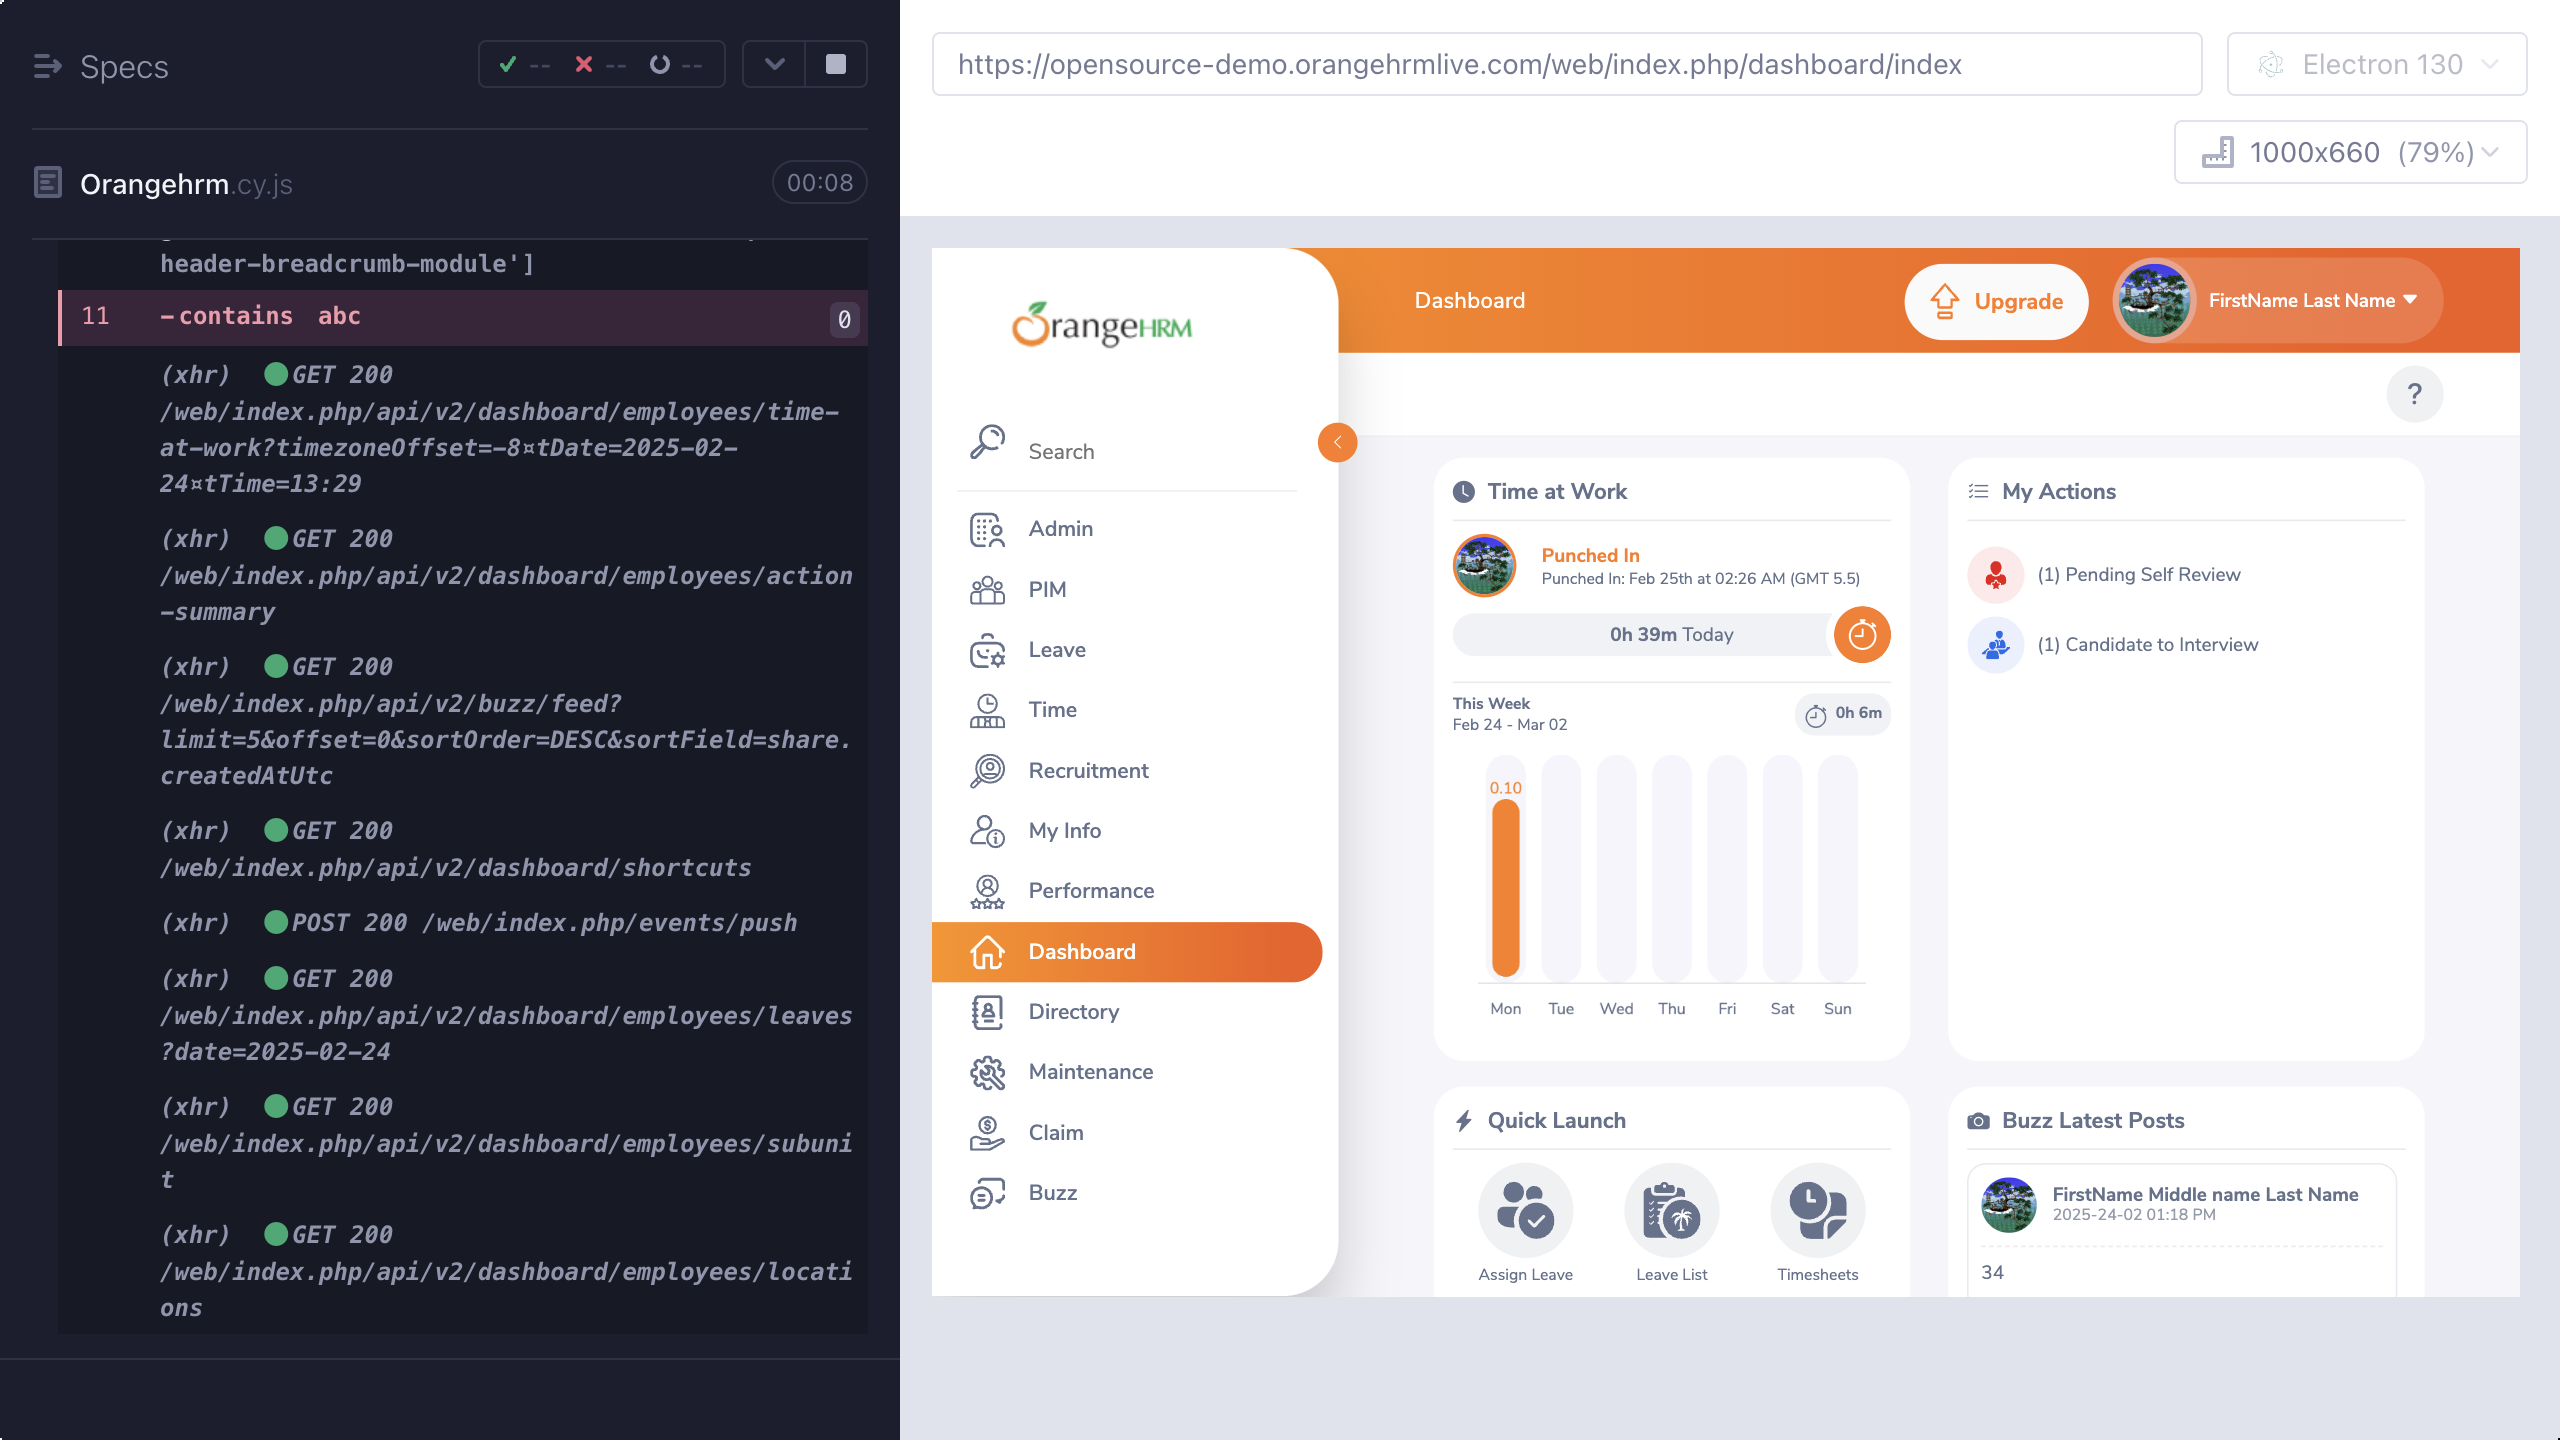 Specs
--
--
--
Orangehrm.cy.js
00:08
header-breadcrumb-module']
11 -contains abc 0
(xhr) GET 200
/web/index.php/api/v2/dashboard/employees/time-
at-work?timezoneOffset=-8¤tDate=2025-02-
24¤tTime=13:29
(xhr) GET 200
/web/index.php/api/v2/dashboard/employees/action
-summary
(xhr) GET 200
/web/index.php/api/v2/buzz/feed?
limit=5&offset=0&sortOrder=DESC&sortField=share.
createdAtUtc
(xhr) GET 200
/web/index.php/api/v2/dashboard/shortcuts
(xhr) POST 200 /web/index.php/events/push
(xhr) GET 200
/web/index.php/api/v2/dashboard/employees/leaves
?date=2025-02-24
(xhr) GET 200
/web/index.php/api/v2/dashboard/employees/subuni
t
(xhr) GET 200
/web/index.php/api/v2/dashboard/employees/locati
ons
https://opensource-demo.orangehrmlive.com/web/index.php/dashboard/index
Electron 130
1000x660 (79%)
OrangeHRM
Search
Admin
PIM
Leave
Time
Recruitment
My Info
Performance
Dashboard
Directory
Maintenance
Claim
Buzz
Dashboard
Upgrade
FirstName Last Name
?
Time at Work
Punched In
Punched In: Feb 25th at 02:26 AM (GMT 5.5)
0h 39m Today
This Week
Feb 24 - Mar 02
0h 6m
0.10
Mon Tue Wed Thu Fri Sat Sun
My Actions
(1) Pending Self Review
(1) Candidate to Interview
Quick Launch
Assign Leave Leave List Timesheets
Buzz Latest Posts
FirstName Middle name Last Name
2025-24-02 01:18 PM
34